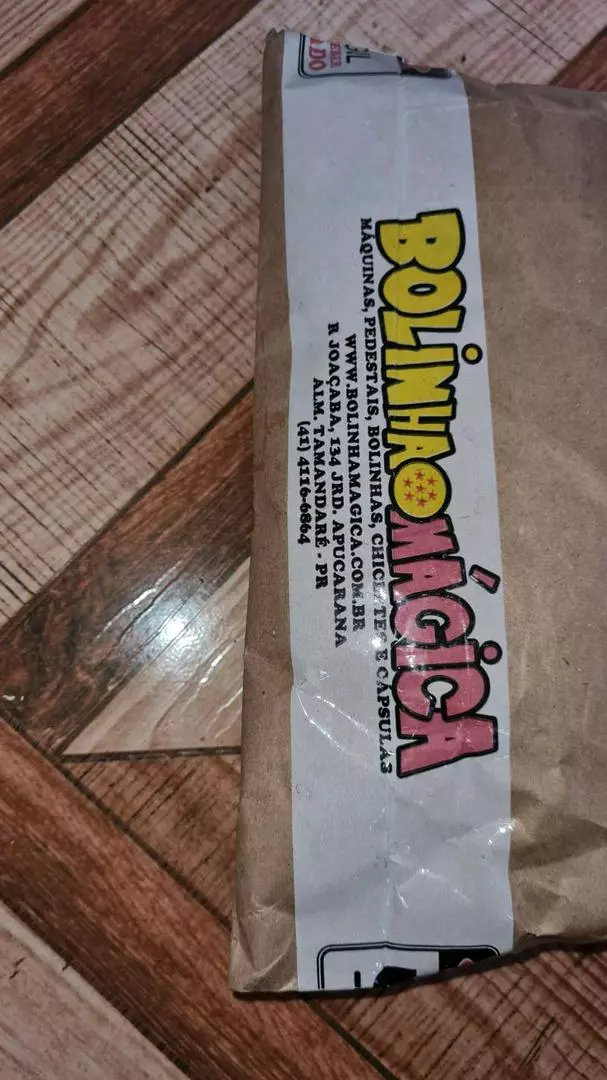 BOLINHA MÁGICA
MÁQUINAS, PEDESTAIS, BOLINHAS, CHICLETES E CAPSULAS
WWW.BOLINHAMAGICA.COM.BR
R JOAÇABA, 134 JRD. APUCARANA
ALM. TAMANDARÉ - PR
(41) 4116-6864